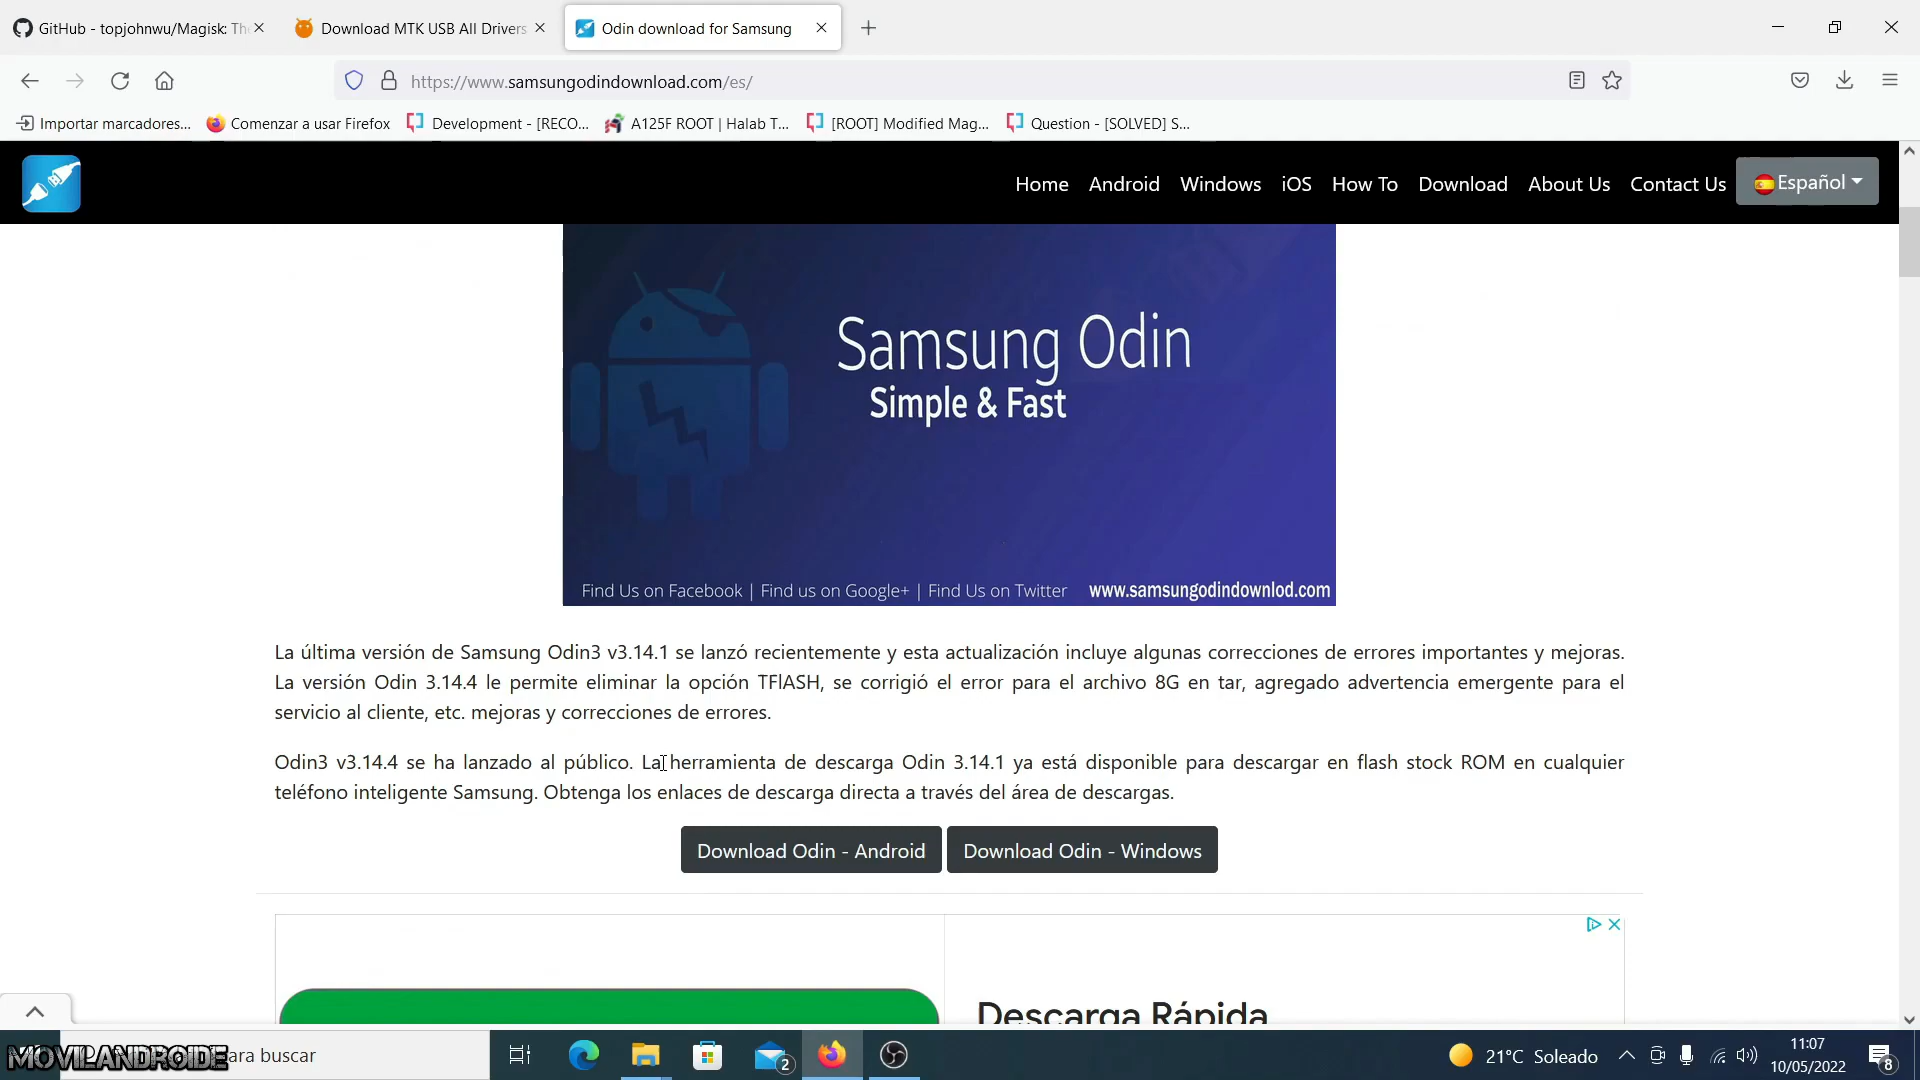 GitHub - topjohnwu/Magisk: The
Download MTK USB All Drivers
Odin download for Samsung
https://www.samsungodindownload.com/es/
Importar marcadores...
Comenzar a usar Firefox
Development - [RECO...
A125F ROOT | Halab T...
[ROOT] Modified Mag...
Question - [SOLVED] S...
Home
Android
Windows
iOS
How To
Download
About Us
Contact Us
Español
Samsung Odin
Simple & Fast
Find Us on Facebook | Find us on Google+ | Find Us on Twitter
www.samsungodindownlod.com
La última versión de Samsung Odin3 v3.14.1 se lanzó recientemente y esta actualización incluye algunas correcciones de errores importantes y mejoras.
La versión Odin 3.14.4 le permite eliminar la opción TFlASH, se corrigió el error para el archivo 8G en tar, agregado advertencia emergente para el
servicio al cliente, etc. mejoras y correcciones de errores.
Odin3 v3.14.4 se ha lanzado al público. La herramienta de descarga Odin 3.14.1 ya está disponible para descargar en flash stock ROM en cualquier
teléfono inteligente Samsung. Obtenga los enlaces de descarga directa a través del área de descargas.
Download Odin - Android
Download Odin - Windows
Descarga Rápida
MOVILANDROIDE
ara buscar
2
21°C Soleado
11:07
10/05/2022
8